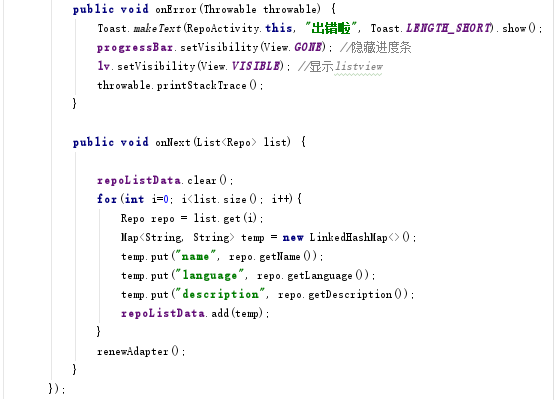 public void onError(Throwable throwable) {
Toast.makeText(RepoActivity.this, "出错啦", Toast.LENGTH_SHORT).show();
progressBar.setVisibility(View.GONE); //隐藏进度条
lv.setVisibility(View.VISIBLE); //显示listview
throwable.printStackTrace();
}
public void onNext(List<Repo> list) {
repoListData.clear();
for(int i=0; i<list.size(); i++){
Repo repo = list.get(i);
Map<String, String> temp = new LinkedHashMap<>();
temp.put("name", repo.getName());
temp.put("language", repo.getLanguage());
temp.put("description", repo.getDescription());
repoListData.add(temp);
}
renewAdapter();
}
});